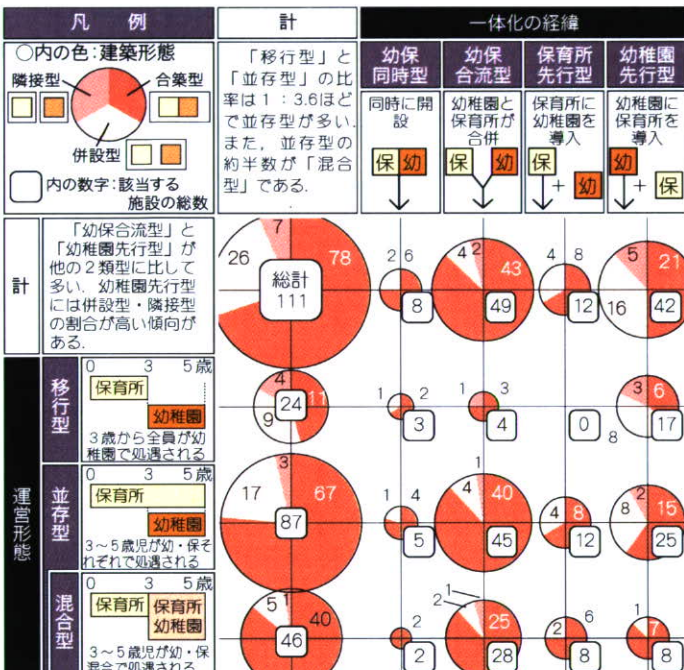 凡 例
計
一体化の経緯
○内の色:建築形態
隣接型
合築型
併設型
内の数字:該当する
施設の総数
「移行型」と
「並存型」の比
率は1:3.6ほど
で並存型が多い.
また, 並存型の
約半数が「混合
型」である.
幼保
同時型
同時に開
設
保 幼
幼保
合流型
幼稚園と
保育所が
合併
保 幼
保育所
先行型
保育所に
幼稚園を
導入
保
+ 幼
幼稚園
先行型
幼稚園に
保育所を
導入
幼
+ 保
計
「幼保合流型」と
「幼稚園先行型」が
他の2類型に比して
多い. 幼稚園先行型
には併設型・隣接型
の割合が高い傾向が
ある.
7
26
78
総計
111
2 6
8
4 2
43
49
4 8
12
5
21
16
42
運営形態
移行型
0 3 5歳
保育所
幼稚園
3歳から全員が幼
稚園で処遇される
4
11
9
24
1 2
3
1 3
4
0
3
6
8
17
並存型
0 3 5歳
保育所
幼稚園
3~5歳児が幼・保そ
れぞれで処遇される
3
17
67
87
1 4
5
1
4
40
45
4 8
12
2
8
15
25
混合型
0 3 5歳
保育所
保育所
幼稚園
3~5歳児が幼・保
混合で処遇される
5
40
46
2
2
1
2
25
28
2 6
8
1
7
8